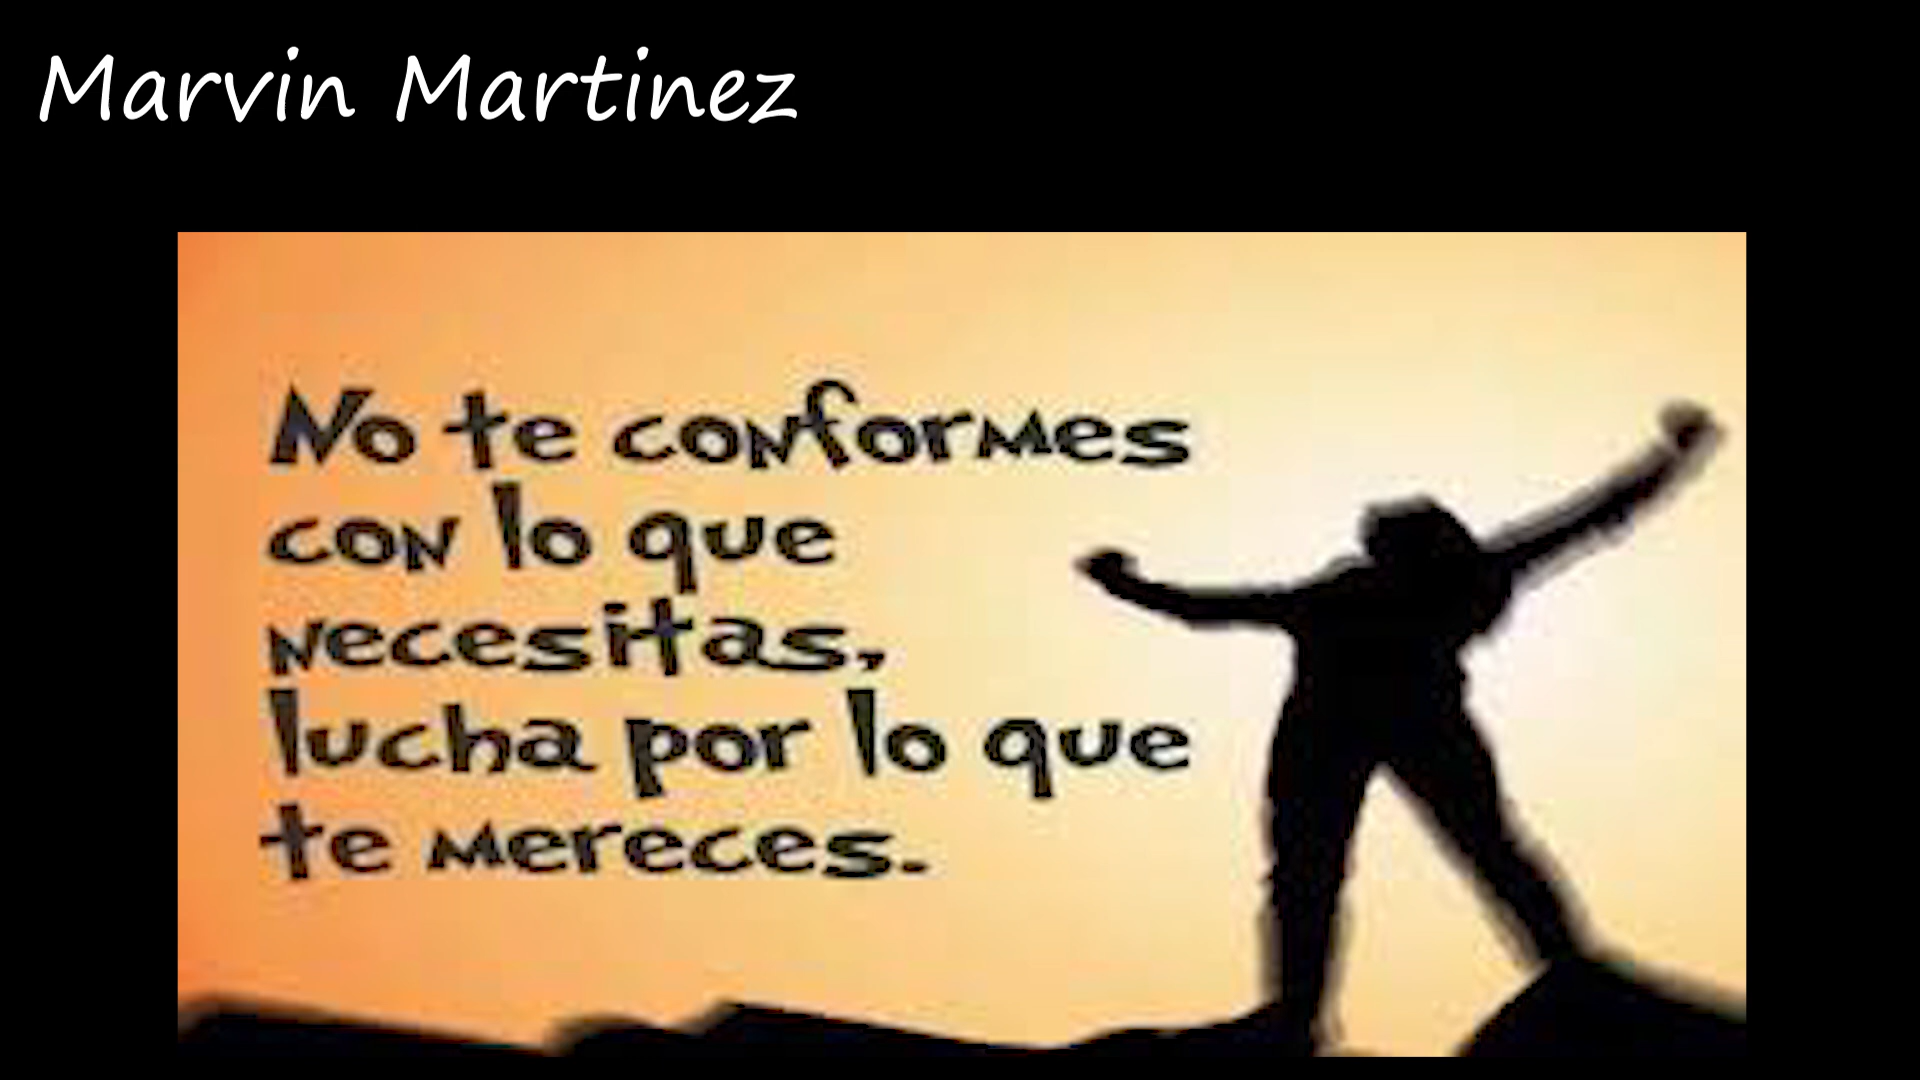 Marvin Martinez
No te conformes
con lo que
necesitas,
lucha por lo que
te mereces.